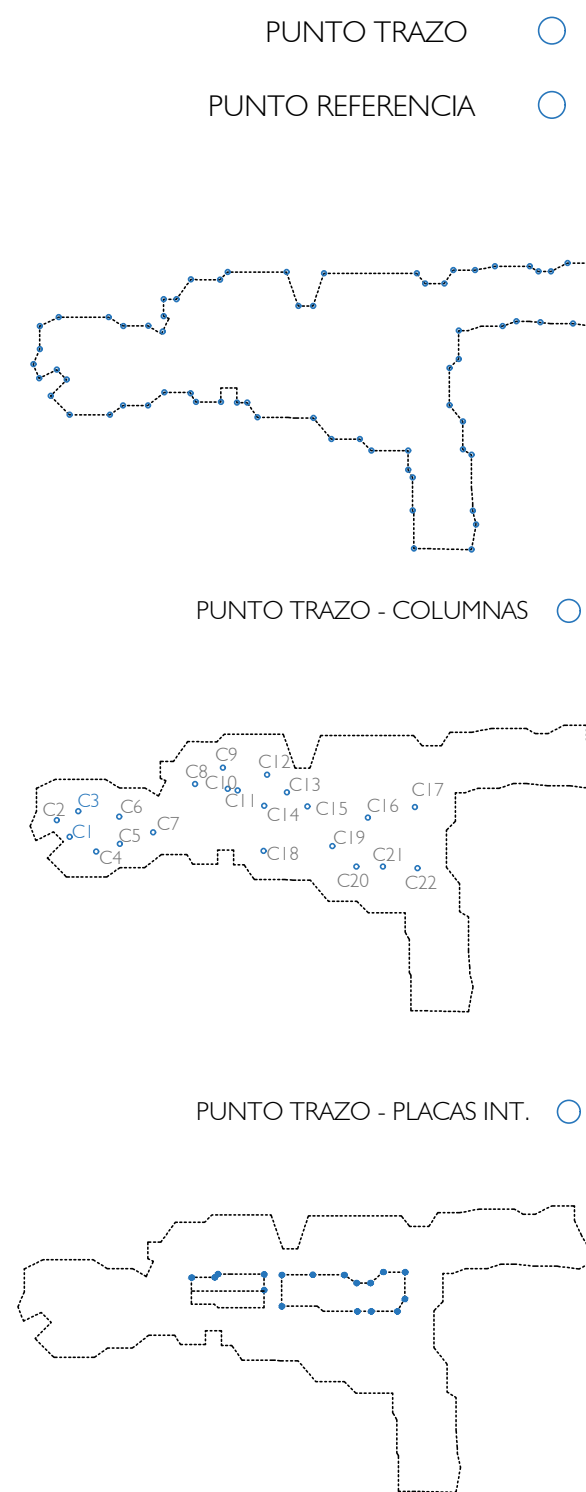 PUNTO TRAZO
PUNTO REFERENCIA
PUNTO TRAZO - COLUMNAS
C9
C12
C8
C10
C13
C11
C17
C3
C6
C14
C15
C16
C2
C1
C5
C7
C4
C18
C19
C20
C21
C22
PUNTO TRAZO - PLACAS INT.